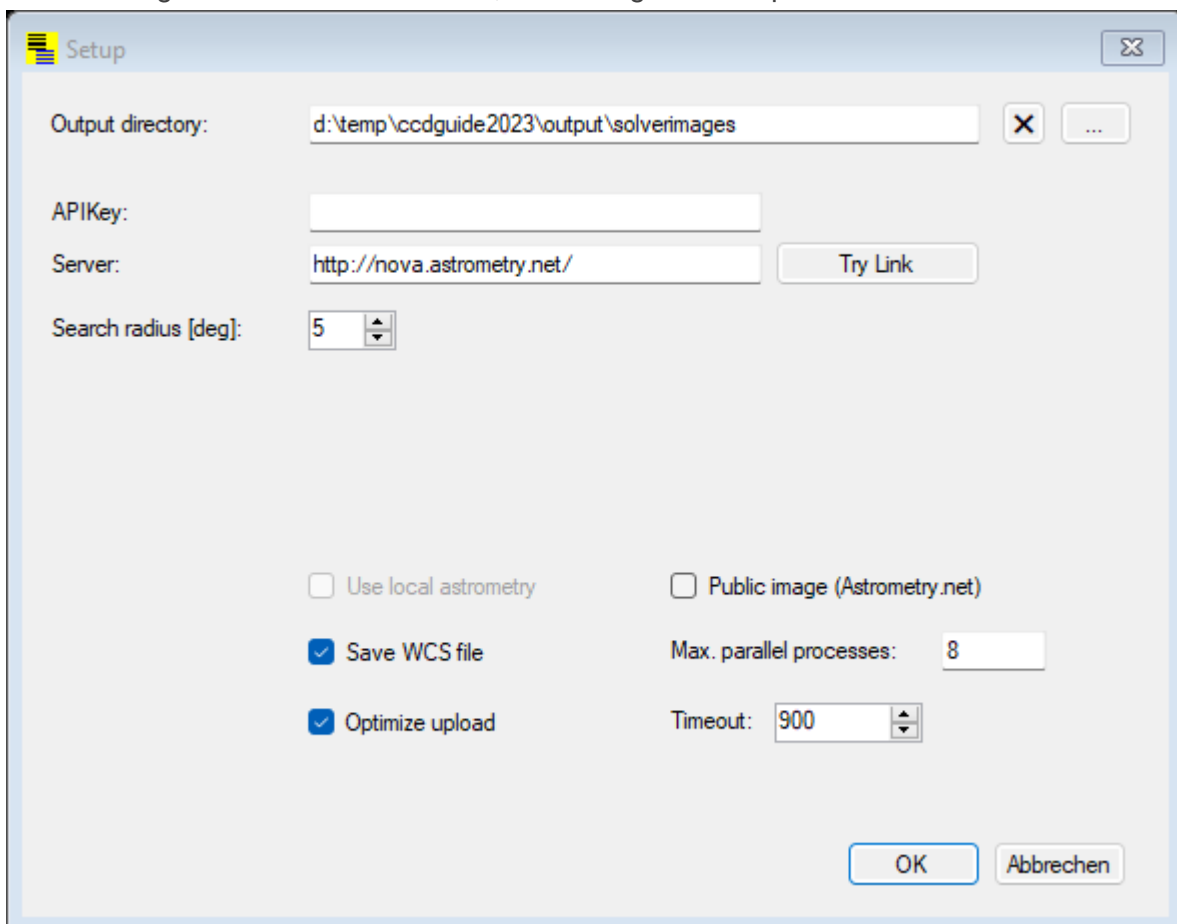 Setup
Output directory: d:\temp\ccdguide2023\output\solverimages ...
APIKey:
Server: http://nova.astrometry.net/ Try Link
Search radius [deg]: 5
Use local astrometry Public image (Astrometry.net)
Save WCS file Max. parallel processes: 8
Optimize upload Timeout: 900
OK Abbrechen